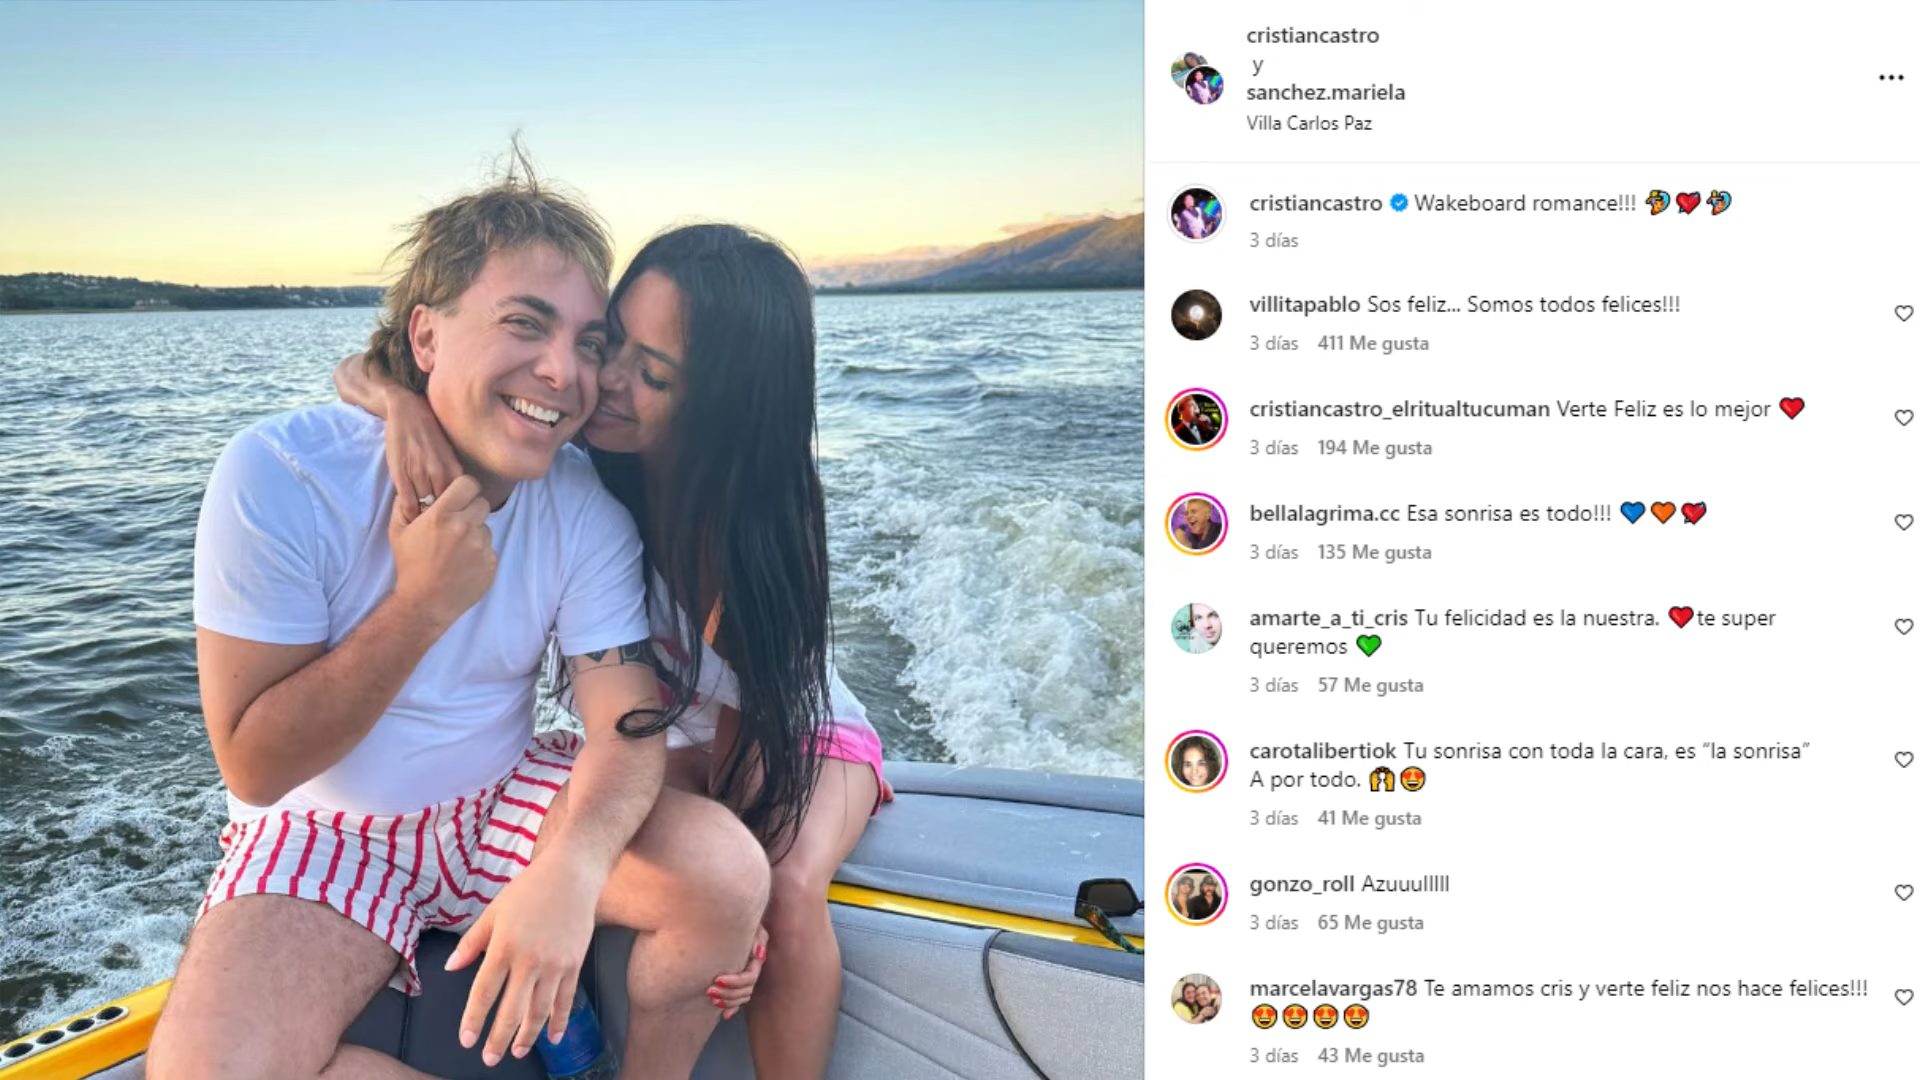 cristiancastro
y
sanchez.mariela
Villa Carlos Paz
cristiancastro Wakeboard romance!!! 🏄💘🏄
3 días
villitapablo Sos feliz... Somos todos felices!!!
3 días 411 Me gusta
cristiancastro_elritualtucuman Verte Feliz es lo mejor ❤️
3 días 194 Me gusta
bellalagrima.cc Esa sonrisa es todo!!! 💙🧡💘
3 días 135 Me gusta
amarte_a_ti_cris Tu felicidad es la nuestra. ❤️te super
queremos 💚
3 días 57 Me gusta
carotalibertiok Tu sonrisa con toda la cara, es “la sonrisa”
A por todo. 🙌😍
3 días 41 Me gusta
gonzo_roll Azuuulllll
3 días 65 Me gusta
marcelavargas78 Te amamos cris y verte feliz nos hace felices!!!
😍😍😍😍
3 días 43 Me gusta